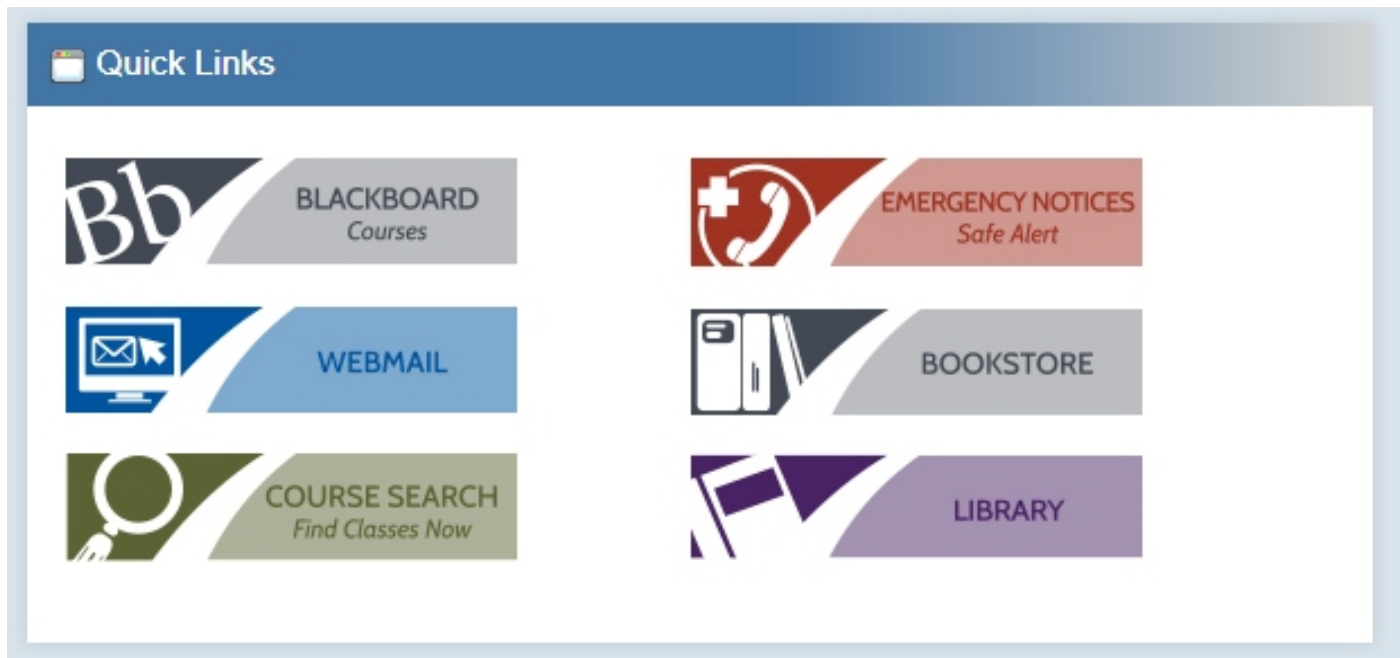 Quick Links
Bb
BLACKBOARD
Courses
EMERGENCY NOTICES
Safe Alert
WEBMAIL
BOOKSTORE
COURSE SEARCH
Find Classes Now
LIBRARY